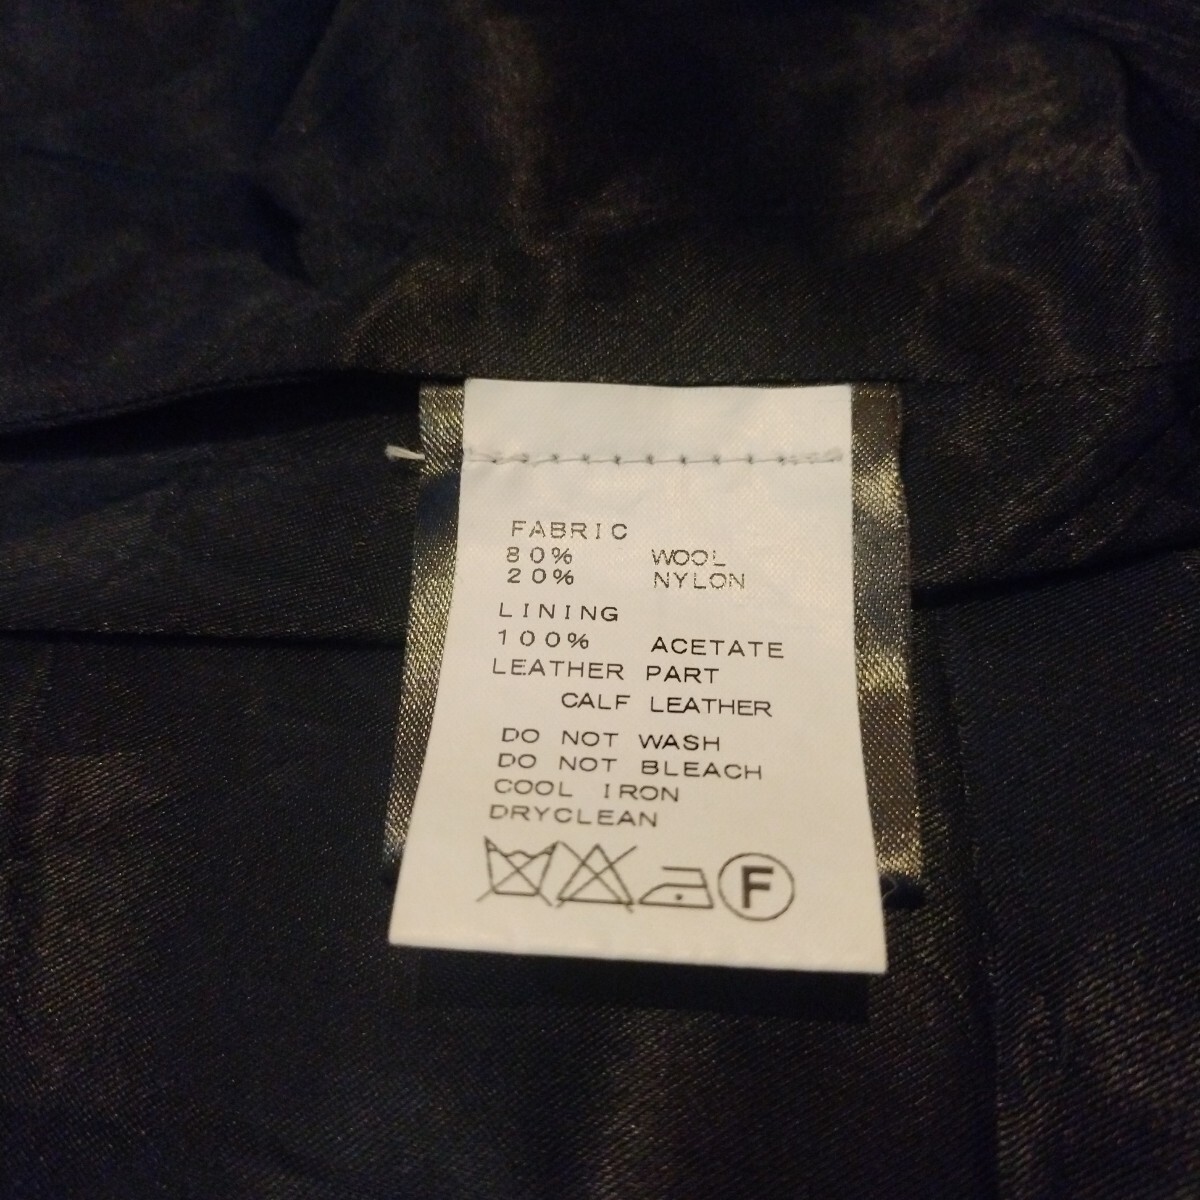 FABRIC
80% WOOL
20% NYLON
LINING
100% ACETATE
LEATHER PART
CALF LEATHER
DO NOT WASH
DO NOT BLEACH
COOL IRON
DRYCLEAN
F